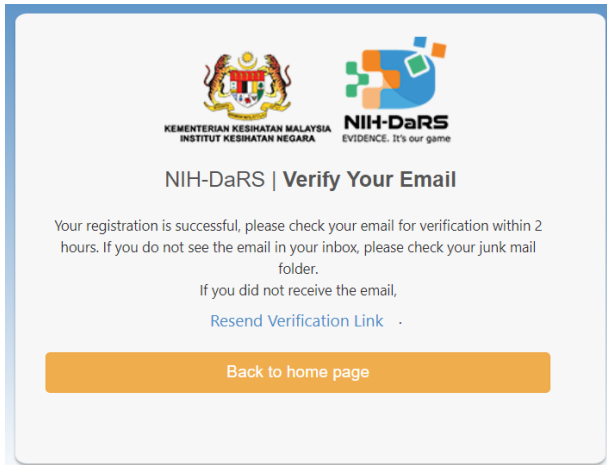 KEMENTERIAN KESIHATAN MALAYSIA
INSTITUT KESIHATAN NEGARA
NIH-DaRS
EVIDENCE. It's our game
NIH-DaRS | Verify Your Email
Your registration is successful, please check your email for verification within 2
hours. If you do not see the email in your inbox, please check your junk mail
folder.
If you did not receive the email,
Resend Verification Link .
Back to home page